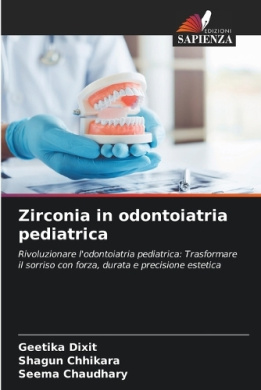 EDIZIONI
SAPIENZA
Zirconia in odontoiatria
pediatrica
Rivoluzionare l'odontoiatria pediatrica: Trasformare
il sorriso con forza, durata e precisione estetica
Geetika Dixit
Shagun Chhikara
Seema Chaudhary